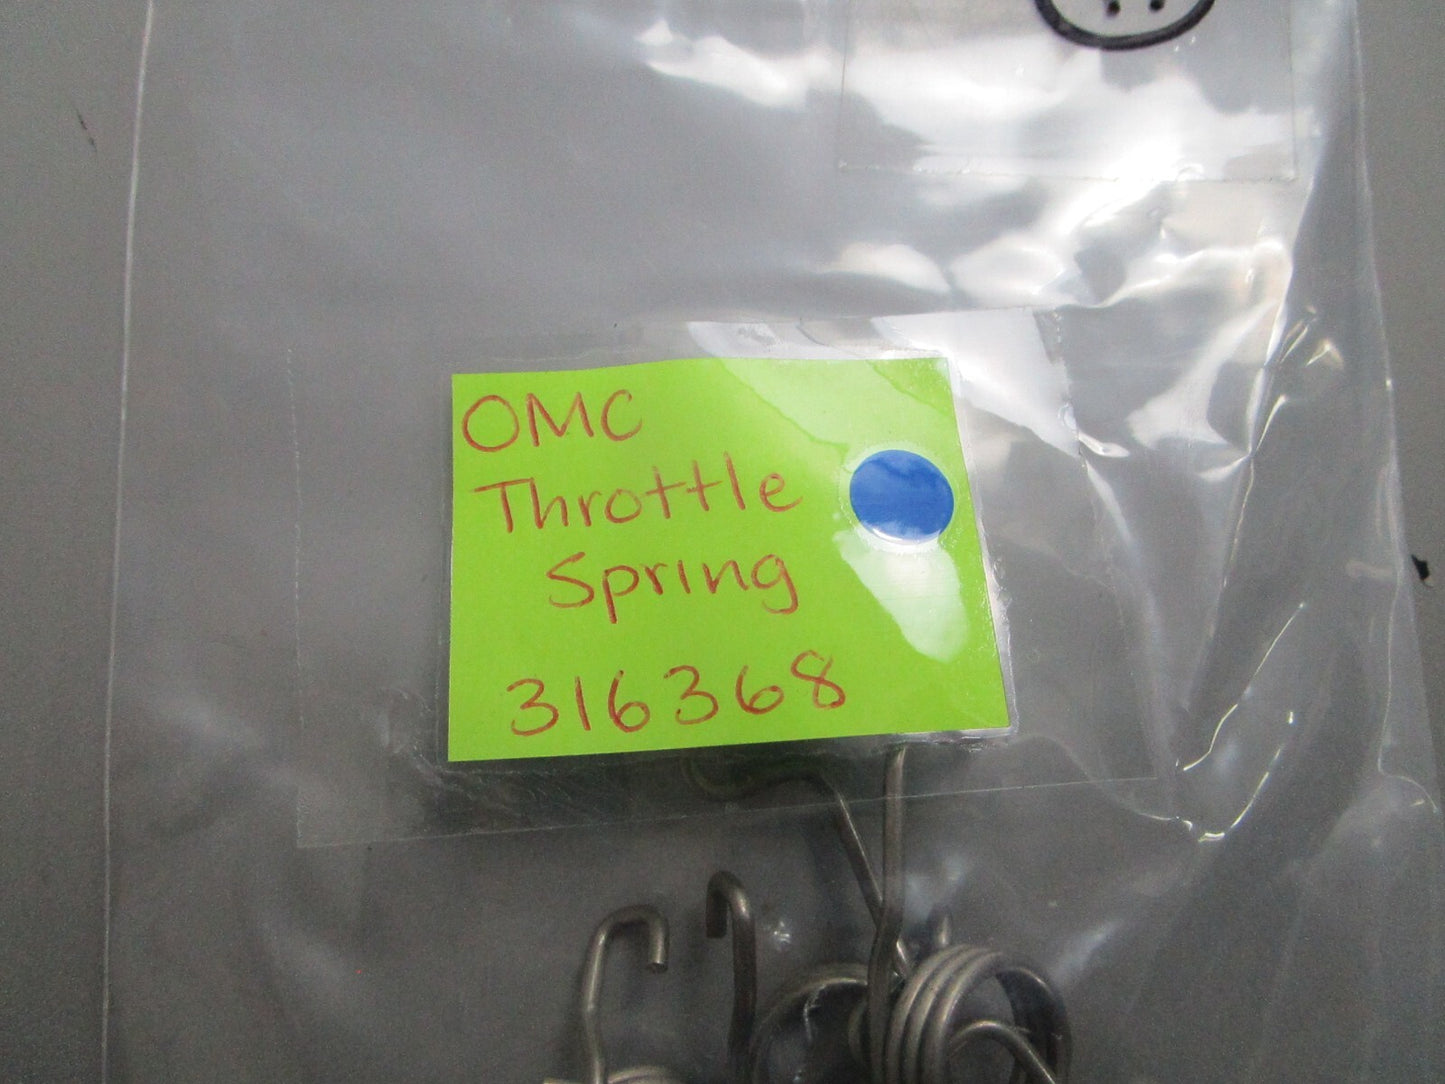 OMC
Throttle
Spring
316368